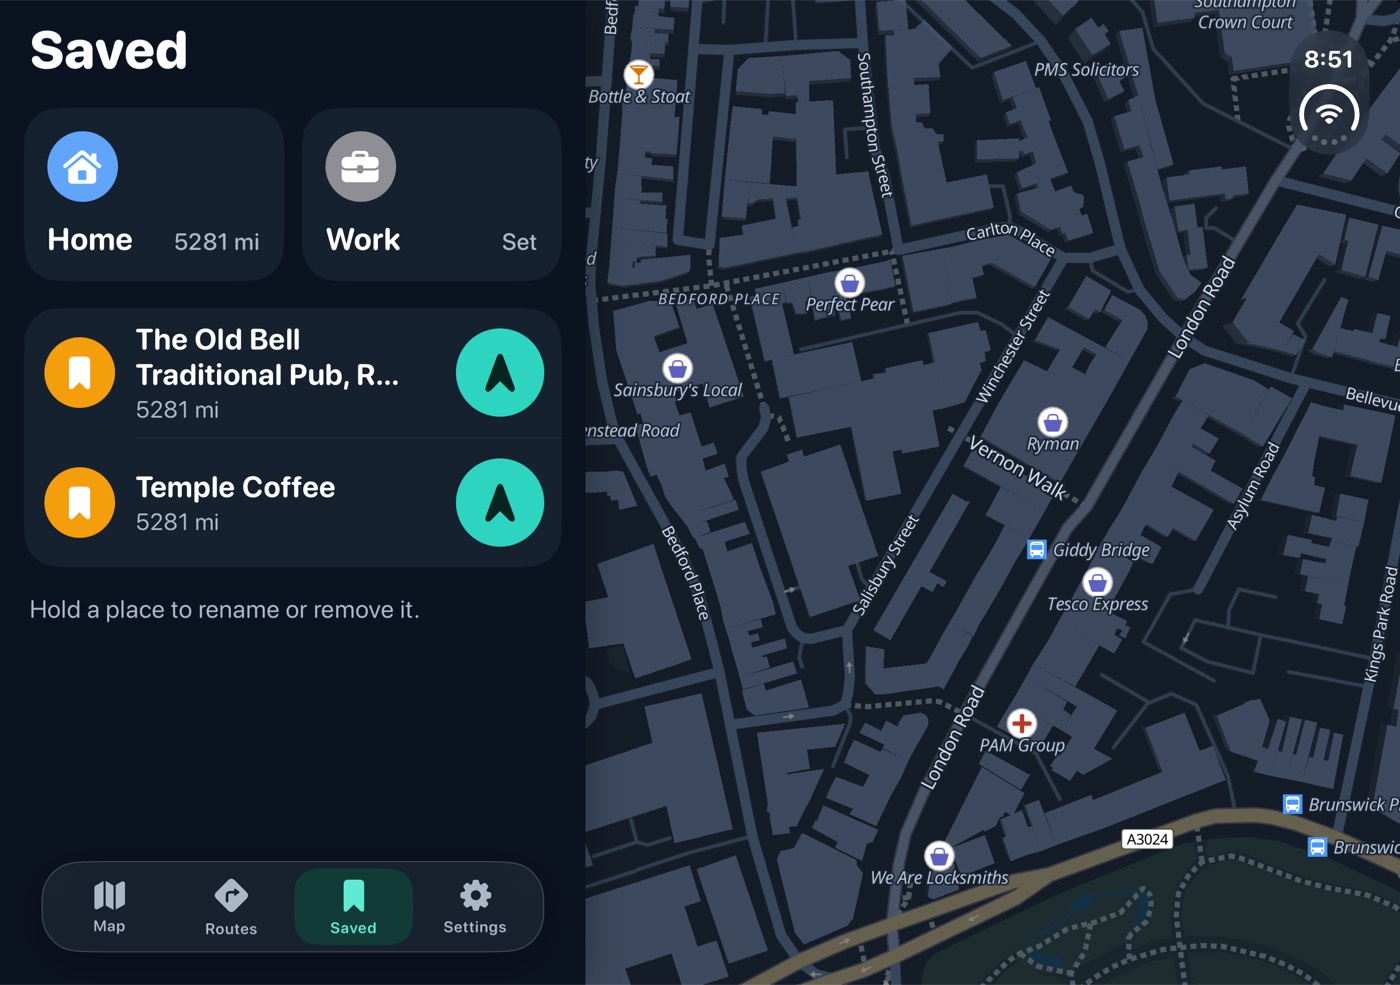 Saved
Home
5281 mi
Work
Set
The Old Bell
Traditional Pub, R...
5281 mi
Temple Coffee
5281 mi
Hold a place to rename or remove it.
Map
Routes
Saved
Settings
8:51
Southampton
Crown Court
PMS Solicitors
Bottle & Stoat
Southampton Street
Carlton Place
BEDFORD PLACE
Perfect Pear
London Road
Winchester Street
Sainsbury's Local
Ryman
Vernon Walk
Asylum Road
Giddy Bridge
Tesco Express
Salisbury Street
Bedford Place
Kings Park Road
London Road
PAM Group
A3024
We Are Locksmiths